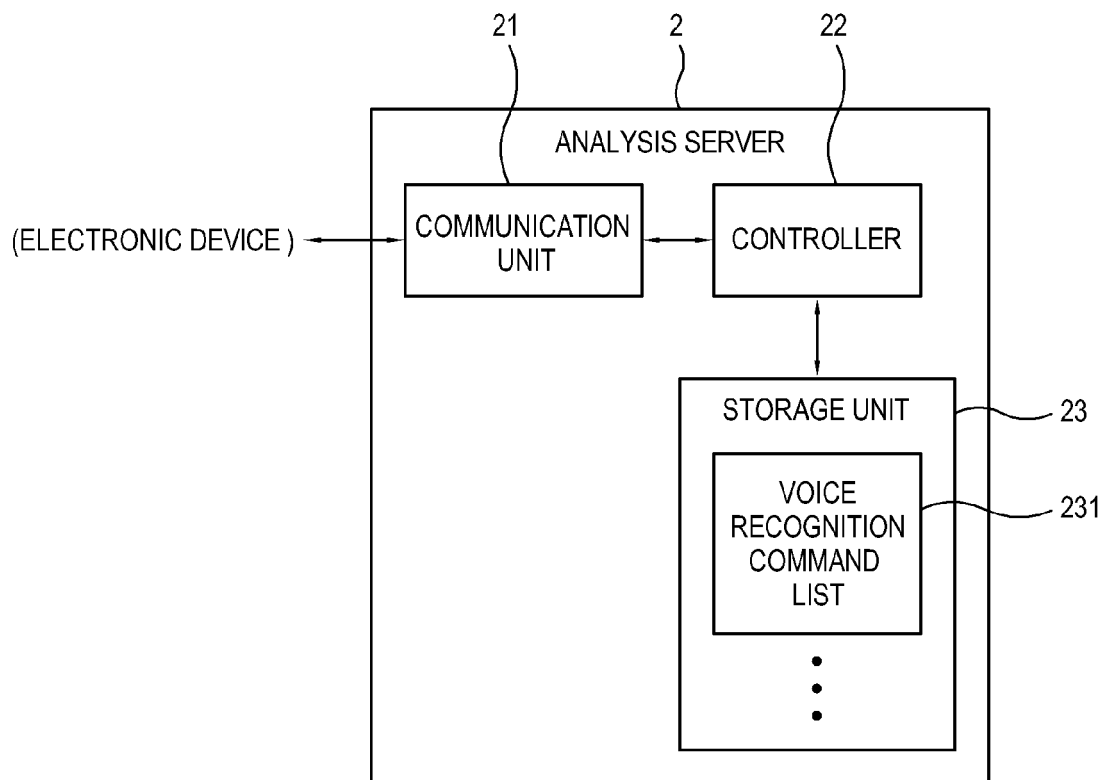 21
2
22
ANALYSIS SERVER
(ELECTRONIC DEVICE )
COMMUNICATION
UNIT
CONTROLLER
STORAGE UNIT
23
VOICE
RECOGNITION
COMMAND
LIST
231